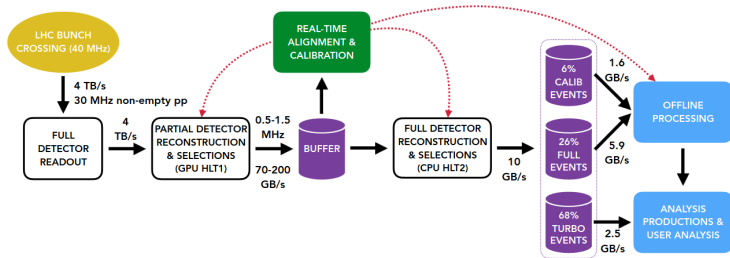 LHC BUNCH
CROSSING (40 MHz)
4 TB/s
30 MHz non-empty pp
FULL
DETECTOR
READOUT
4
TB/s
PARTIAL DETECTOR
RECONSTRUCTION
& SELECTIONS
(GPU HLT1)
0.5-1.5
MHz
70-200
GB/s
REAL-TIME
ALIGNMENT &
CALIBRATION
BUFFER
FULL DETECTOR
RECONSTRUCTION
& SELECTIONS
(CPU HLT2)
10
GB/s
6%
CALIB
EVENTS
26%
FULL
EVENTS
68%
TURBO
EVENTS
1.6
GB/s
5.9
GB/s
2.5
GB/s
OFFLINE
PROCESSING
ANALYSIS
PRODUCTIONS &
USER ANALYSIS